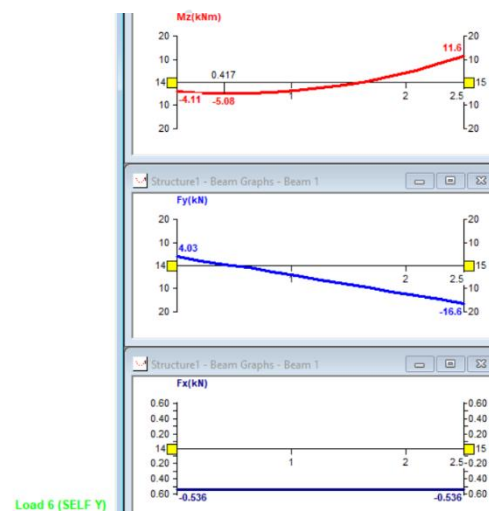 Mz(kNm)
20 20
10 11.6
0.417
14 15
-4.11 -5.08 1 2 2.5
10 10
20 20
Structure1 - Beam Graphs - Beam 1
Fy(kN)
20 20
10 10
4.03
14 15
1 2 2.5
10 10
20 -16.6 20
Structure1 - Beam Graphs - Beam 1
Fx(kN)
0.60 0.60
0.40 0.40
0.20 0.20
14 15
0.20 1 2 2.5 0.20
0.40 0.40
0.60 -0.536 -0.536 0.60
Load 6 (SELF Y)